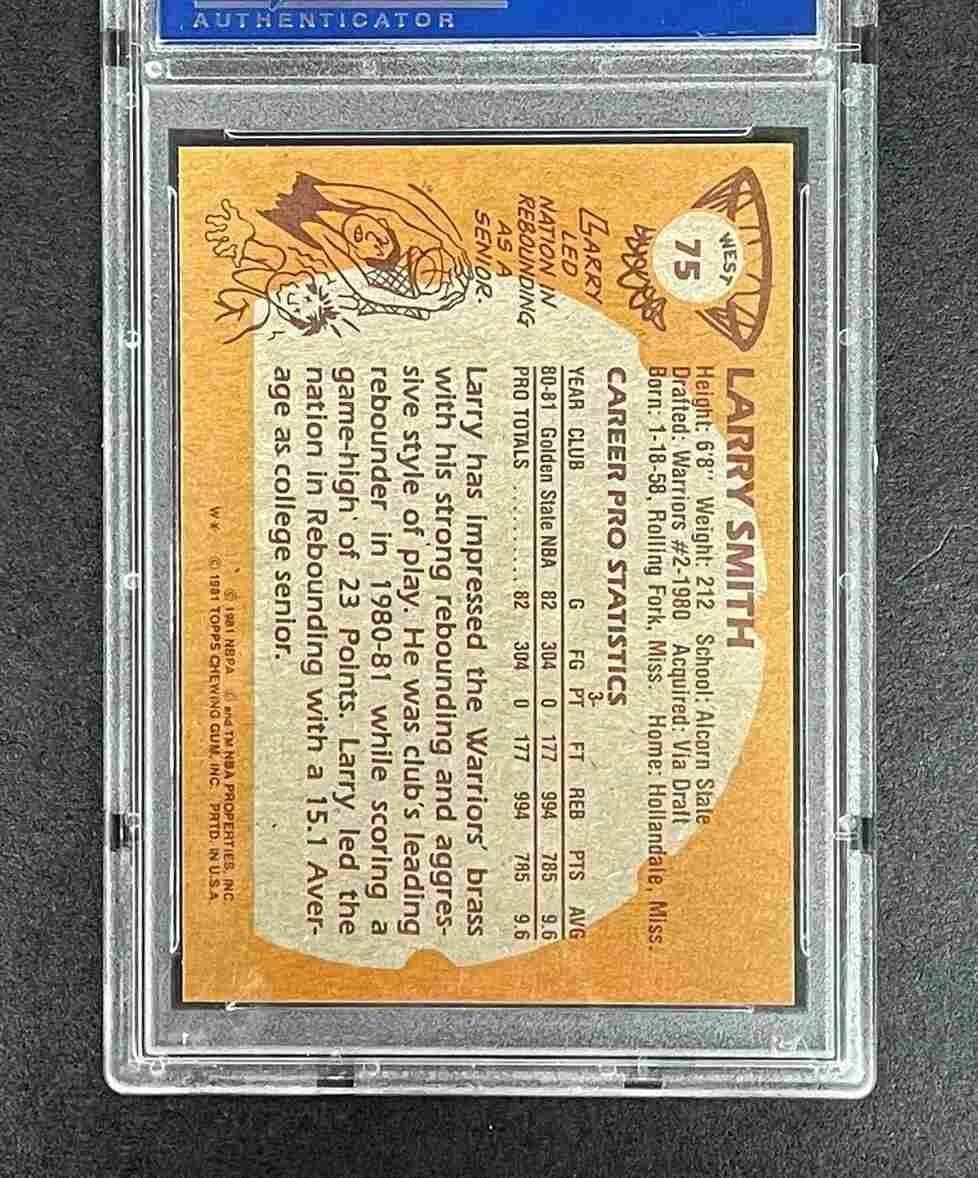 AUTHENTICATOR
WEST
75
LARRY SMITH
Height: 6'8'' Weight: 212 School: Alcorn State
Drafted: Warriors #2-1980 Acquired: Via Draft
Born: 1-18-58, Rolling Fork, Miss. Home: Hollandale, Miss.
CAREER PRO STATISTICS
3-
YEAR CLUB G FG PT FT REB PTS AVG
80-81 Golden State NBA 82 304 0 177 994 785 9.6
PRO TOTALS .......... 82 304 0 177 994 785 9.6
LARRY
LED
NATION IN
REBOUNDING
AS A
SENIOR.
Larry has impressed the Warriors' brass
with his strong rebounding and aggres-
sive style of play. He was club's leading
rebounder in 1980-81 while scoring a
game-high of 23 Points. Larry led the
nation in Rebounding with a 15.1 Aver-
age as college senior.
© 1981 NBPA © and TM NBA PROPERTIES, INC.
W* © 1981 TOPPS CHEWING GUM, INC. PRTD. IN U.S.A.